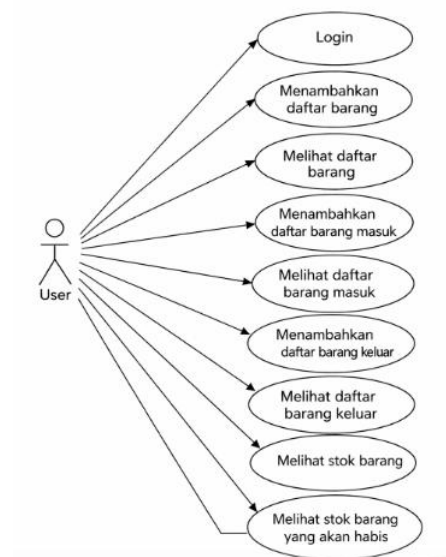 Login
Menambahkan
daftar barang
Melihat daftar
barang
Menambahkan
daftar barang masuk
Melihat daftar
barang masuk
User
Menambahkan
daftar barang keluar
Melihat daftar
barang keluar
Melihat stok barang
Melihat stok barang
yang akan habis